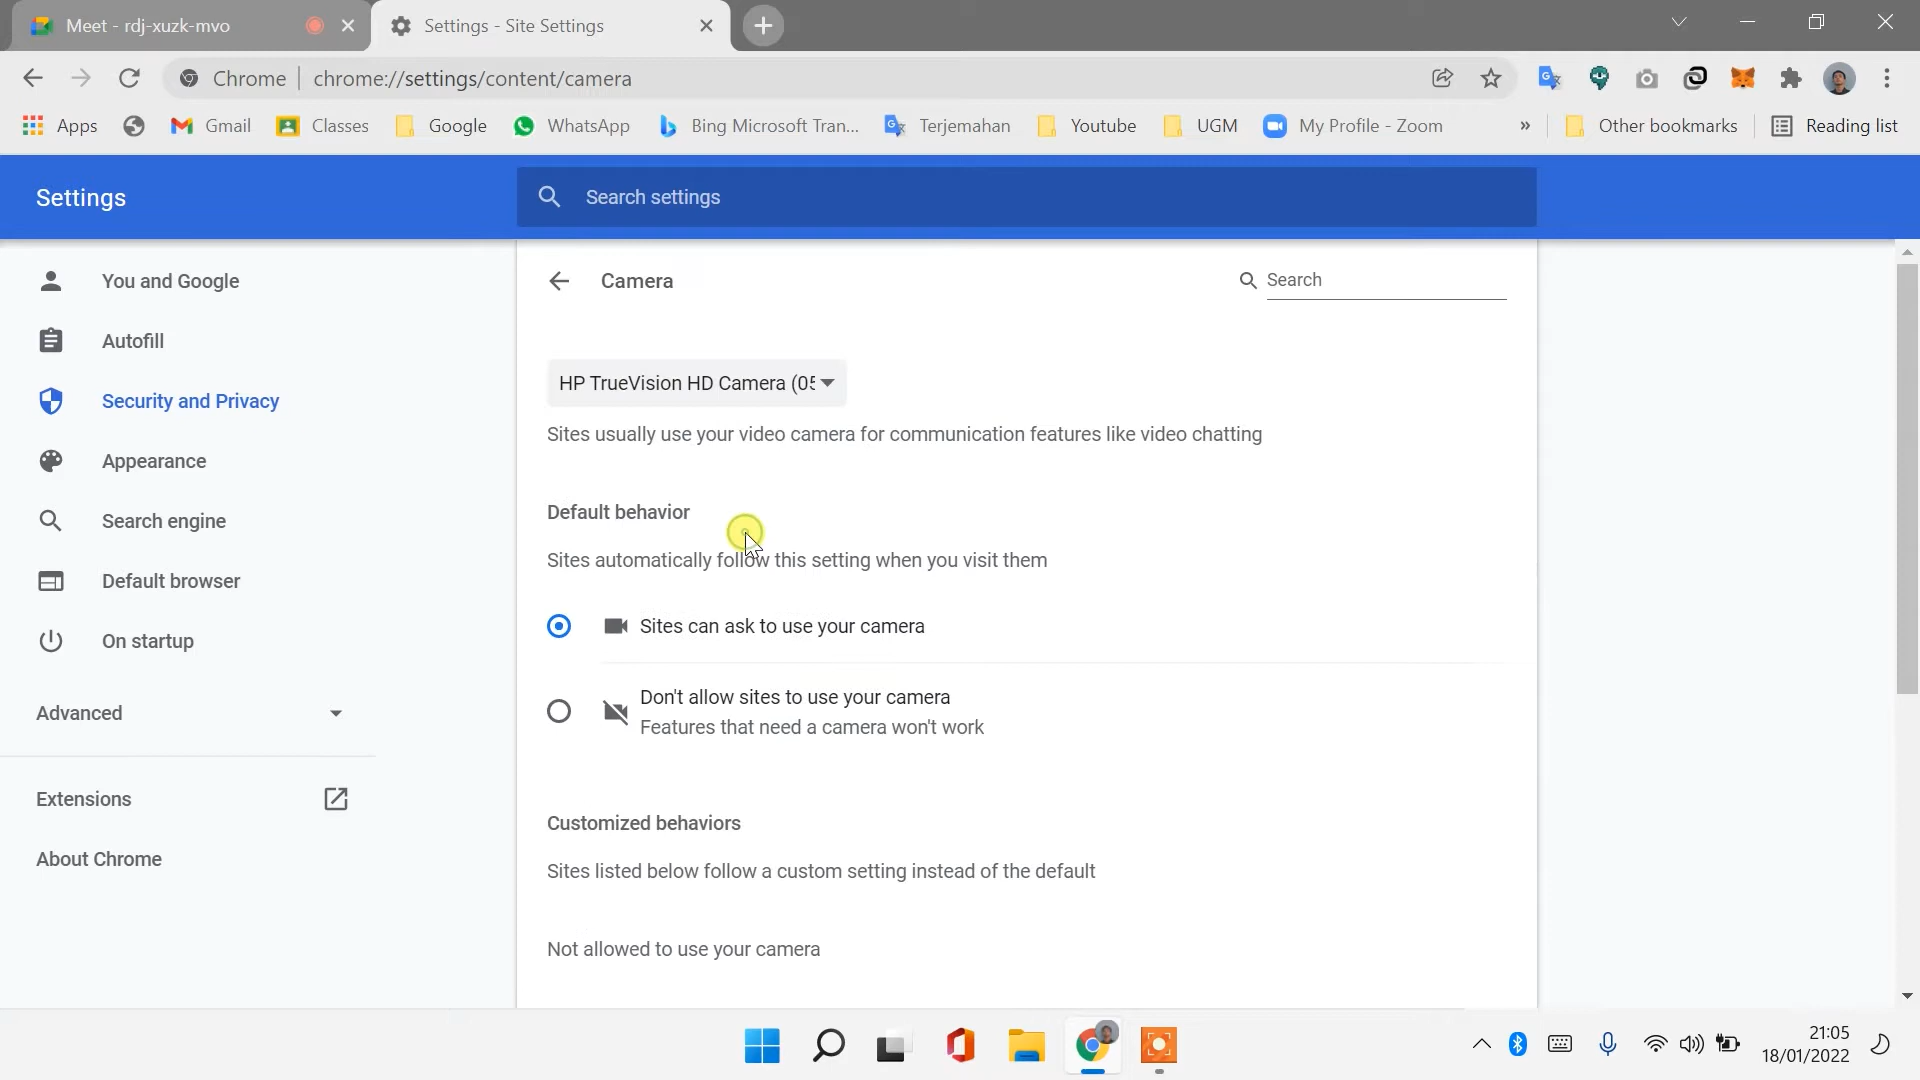 Meet - rdj-xuzk-mvo
Settings - Site Settings
Chrome
chrome://settings/content/camera
Apps
Gmail
Classes
Google
WhatsApp
Bing Microsoft Tran...
Terjemahan
Youtube
UGM
My Profile - Zoom
»
Other bookmarks
Reading list
Settings
Search settings
You and Google
Autofill
Security and Privacy
Appearance
Search engine
Default browser
On startup
Advanced
Extensions
About Chrome
Camera
Search
HP TrueVision HD Camera (05
Sites usually use your video camera for communication features like video chatting
Default behavior
Sites automatically follow this setting when you visit them
Sites can ask to use your camera
Don't allow sites to use your camera
Features that need a camera won't work
Customized behaviors
Sites listed below follow a custom setting instead of the default
Not allowed to use your camera
21:05
18/01/2022